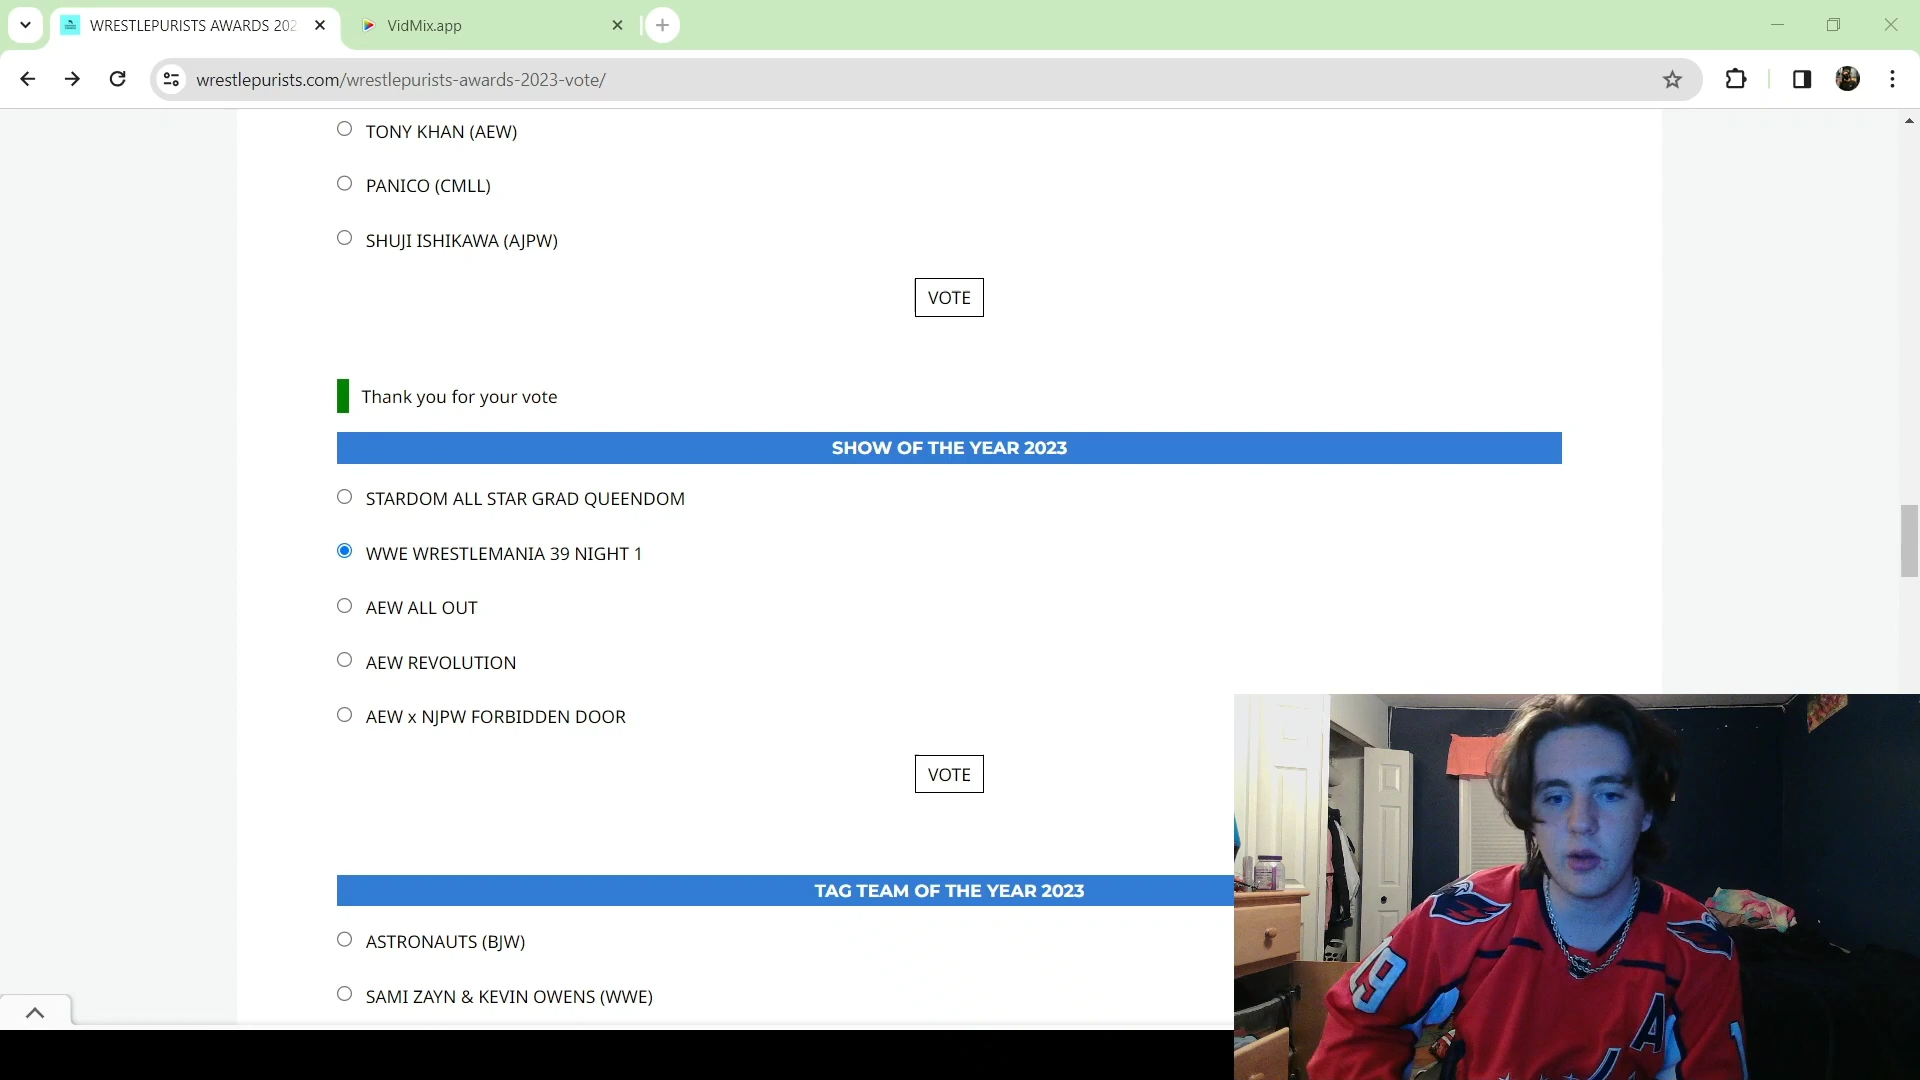 WRESTLEPURISTS AWARDS 202
VidMix.app
wrestlepurists.com/wrestlepurists-awards-2023-vote/
TONY KHAN (AEW)
PANICO (CMLL)
SHUJI ISHIKAWA (AJPW)
VOTE
Thank you for your vote
SHOW OF THE YEAR 2023
STARDOM ALL STAR GRAD QUEENDOM
WWE WRESTLEMANIA 39 NIGHT 1
AEW ALL OUT
AEW REVOLUTION
AEW x NJPW FORBIDDEN DOOR
VOTE
TAG TEAM OF THE YEAR 2023
ASTRONAUTS (BJW)
SAMI ZAYN & KEVIN OWENS (WWE)
19
A
1